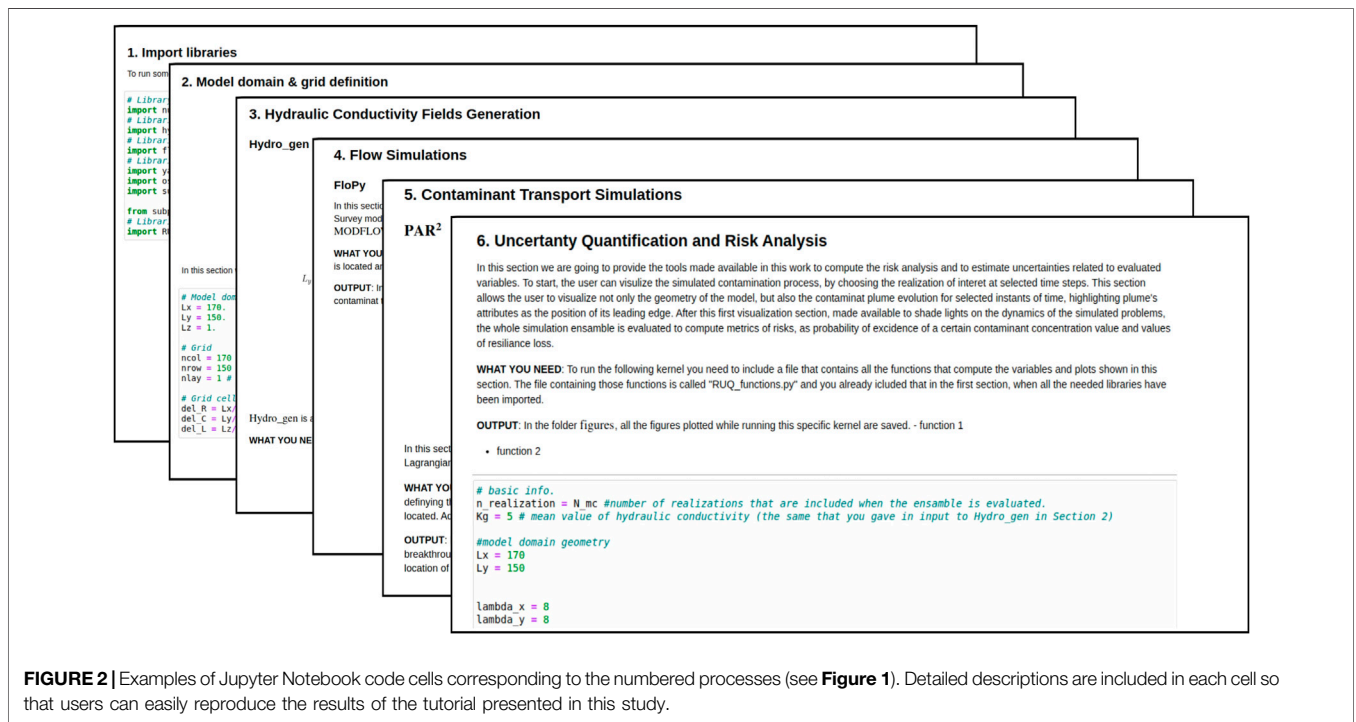 1. Import libraries
To run som
# Librar
import n
# Librar
import hy
# Librar
import f
# Librar
import ya
import os
import su
from subp
# Librar
import RU
2. Model domain & grid definition
In this section
# Model dom
Lx = 170.
Ly = 150.
Lz = 1.
# Grid
ncol = 170
nrow = 150
nlay = 1 #
# Grid cell
del_R = Lx/
del_C = Ly/
del_L = Lz/
3. Hydraulic Conductivity Fields Generation
Hydro_gen
Ly
Hydro_gen is a
WHAT YOU NE
4. Flow Simulations
FloPy
In this sectio
Survey mod
MODFLOW
WHAT YOU
is located an
OUTPUT: In
contaminat t
5. Contaminant Transport Simulations
PAR²
In this sect
Lagrangian
WHAT YOU
definying th
located. Ad
OUTPUT:
breakthrou
location of
6. Uncertanty Quantification and Risk Analysis
In this section we are going to provide the tools made available in this work to compute the risk analysis and to estimate uncertainties related to evaluated
variables. To start, the user can visulize the simulated contamination process, by choosing the realization of interet at selected time steps. This section
allows the user to visualize not only the geometry of the model, but also the contaminat plume evolution for selected instants of time, highlighting plume's
attributes as the position of its leading edge. After this first visualization section, made available to shade lights on the dynamics of the simulated problems,
the whole simulation ensamble is evaluated to compute metrics of risks, as probability of excidence of a certain contaminant concentration value and values
of resiliance loss.
WHAT YOU NEED: To run the following kernel you need to include a file that contains all the functions that compute the variables and plots shown in this
section. The file containing those functions is called "RUQ_functions.py" and you already icluded that in the first section, when all the needed libraries have
been imported.
OUTPUT: In the folder figures, all the figures plotted while running this specific kernel are saved. - function 1
• function 2
# basic info.
n_realization = N_mc #number of realizations that are included when the ensamble is evaluated.
Kg = 5 # mean value of hydraulic conductivity (the same that you gave in input to Hydro_gen in Section 2)
#model domain geometry
Lx = 170
Ly = 150
lambda_x = 8
lambda_y = 8
FIGURE 2 | Examples of Jupyter Notebook code cells corresponding to the numbered processes (see Figure 1). Detailed descriptions are included in each cell so
that users can easily reproduce the results of the tutorial presented in this study.